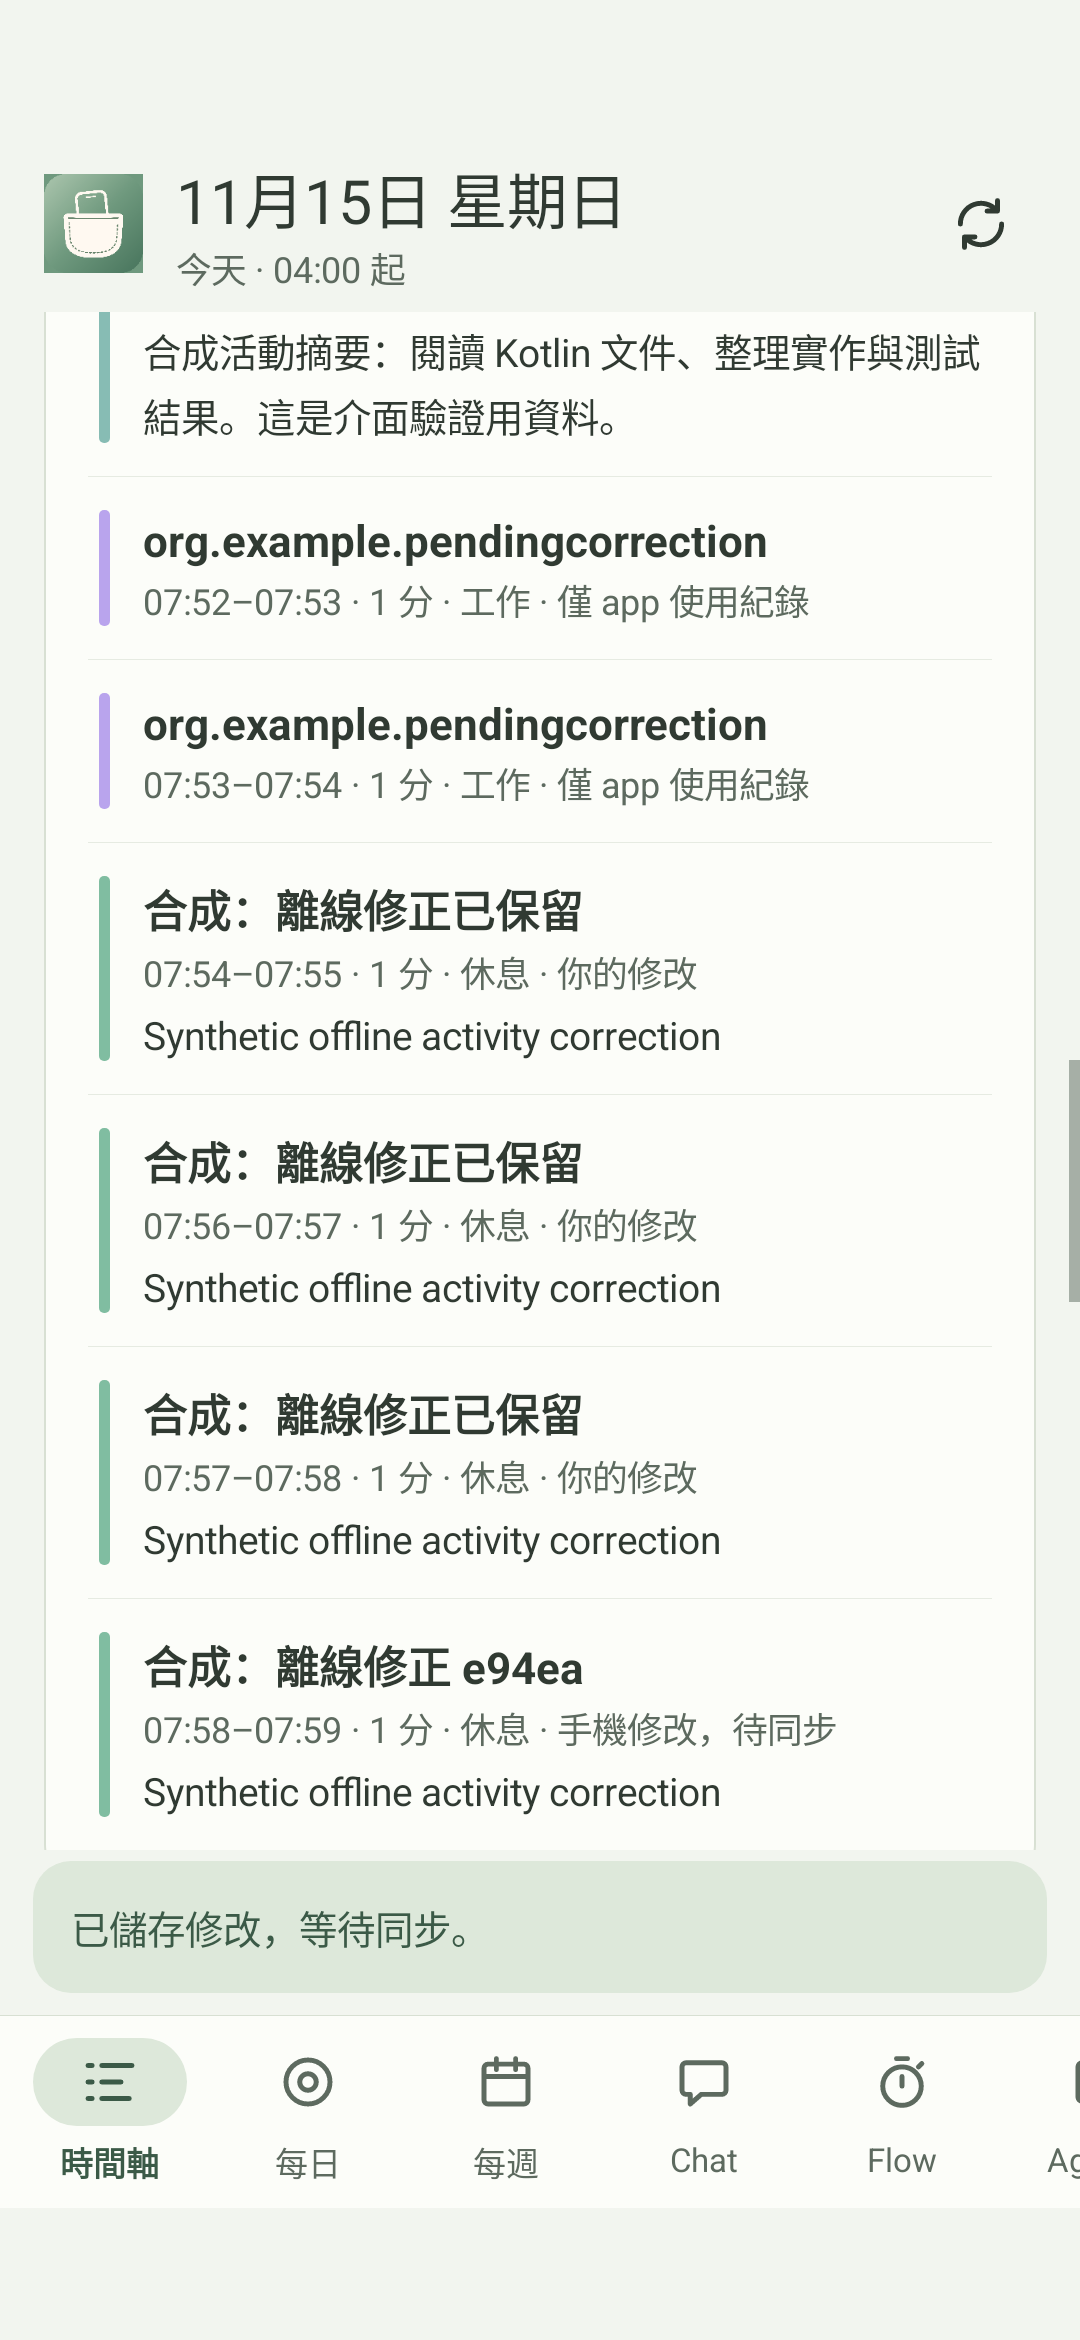 11月15日 星期日
今天 · 04:00 起
合成活動摘要：閱讀 Kotlin 文件、整理實作與測試
結果。這是介面驗證用資料。
org.example.pendingcorrection
07:52–07:53 · 1 分 · 工作 · 僅 app 使用紀錄
org.example.pendingcorrection
07:53–07:54 · 1 分 · 工作 · 僅 app 使用紀錄
合成：離線修正已保留
07:54–07:55 · 1 分 · 休息 · 你的修改
Synthetic offline activity correction
合成：離線修正已保留
07:56–07:57 · 1 分 · 休息 · 你的修改
Synthetic offline activity correction
合成：離線修正已保留
07:57–07:58 · 1 分 · 休息 · 你的修改
Synthetic offline activity correction
合成：離線修正 e94ea
07:58–07:59 · 1 分 · 休息 · 手機修改，待同步
Synthetic offline activity correction
已儲存修改，等待同步。
時間軸
每日
每週
Chat
Flow